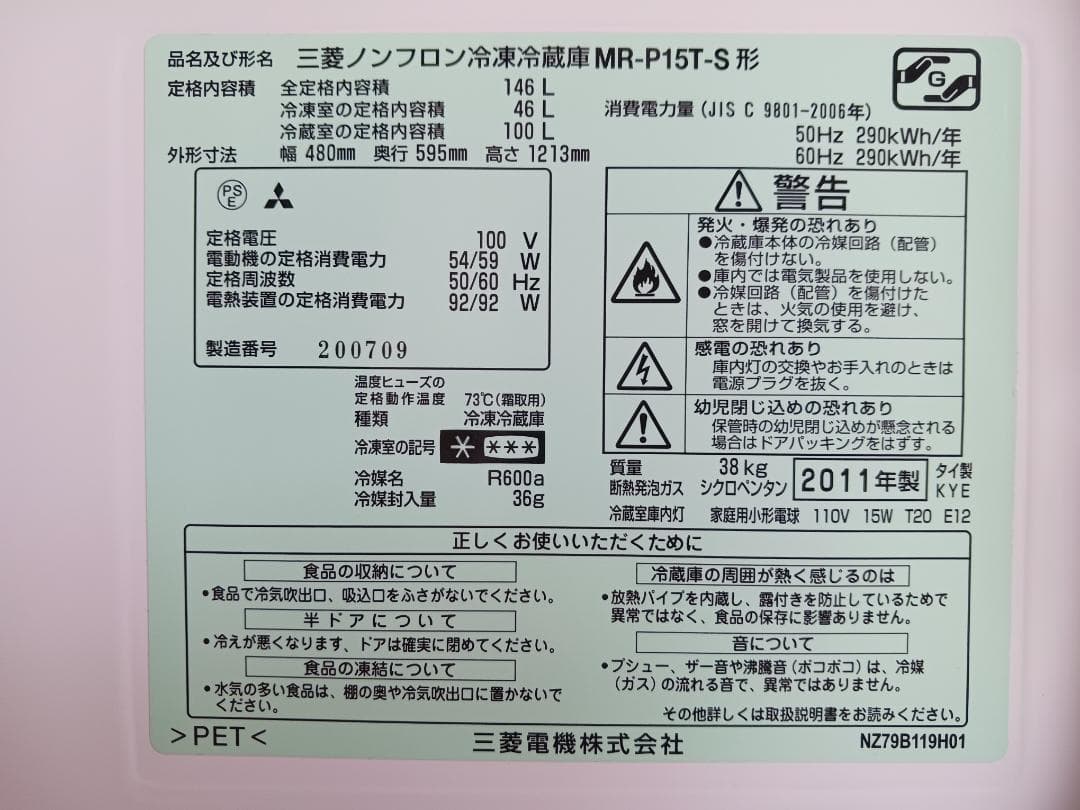 品名及び形名 三菱ノンフロン冷凍冷蔵庫 MR-P15T-S 形
定格内容積 全定格内容積 146 L
冷凍室の定格内容積 46 L
冷蔵室の定格内容積 100 L
外形寸法 幅 480mm 奥行 595mm 高さ 1213mm
G
消費電力量 (JIS C 9801-2006年)
50Hz 290kWh/年
60Hz 290kWh/年
PS
E
定格電圧 100 V
電動機の定格消費電力 54/59 W
定格周波数 50/60 Hz
電熱装置の定格消費電力 92/92 W
製造番号 200709
温度ヒューズの
定格動作温度 73℃(霜取用)
種類 冷凍冷蔵庫
冷凍室の記号 * ***
冷媒名 R600a
冷媒封入量 36g
警告
発火・爆発の恐れあり
●冷蔵庫本体の冷媒回路(配管)
を傷付けない。
●庫内では電気製品を使用しない。
●冷媒回路(配管)を傷付けた
ときは、火気の使用を避け、
窓を開けて換気する。
感電の恐れあり
庫内灯の交換やお手入れのときは
電源プラグを抜く。
幼児閉じ込めの恐れあり
保管時の幼児閉じ込めが懸念される
場合はドアパッキングをはずす。
質量 38 kg
断熱発泡ガス シクロペンタン
2011年製
タイ製
KYE
冷蔵室庫内灯 家庭用小形電球 110V 15W T20 E12
正しくお使いいただくために
食品の収納について
•食品で冷気吹出口、吸込口をふさがないでください。
半ドアについて
•冷えが悪くなります、ドアは確実に閉めてください。
食品の凍結について
•水気の多い食品は、棚の奥や冷気吹出口に置かないで
ください。
冷蔵庫の周囲が熱く感じるのは
•放熱パイプを内蔵し、露付きを防止しているためで
異常ではなく、食品の保存に影響ありません。
音について
•プシュー、ザー音や沸騰音(ポコポコ)は、冷媒
(ガス)の流れる音で、異常ではありません。
その他詳しくは取扱説明書をお読みください。
>PET<
三菱電機株式会社
NZ79B119H01